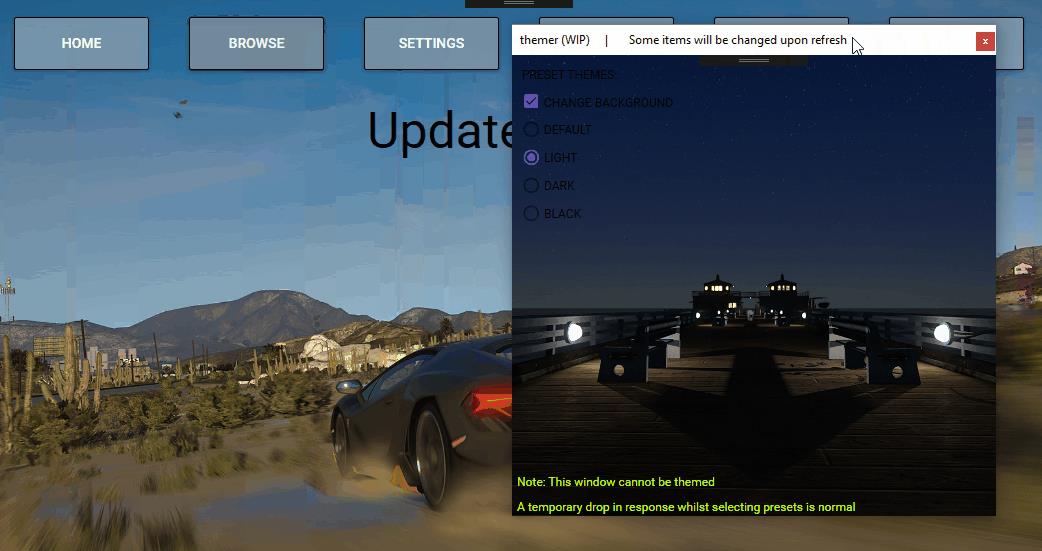 HOME
BROWSE
SETTINGS
themer (WIP) | Some items will be changed upon refresh
x
PRESET THEMES:
CHANGE BACKGROUND
Update
DEFAULT
LIGHT
DARK
BLACK
Note: This window cannot be themed
A temporary drop in response whilst selecting presets is normal